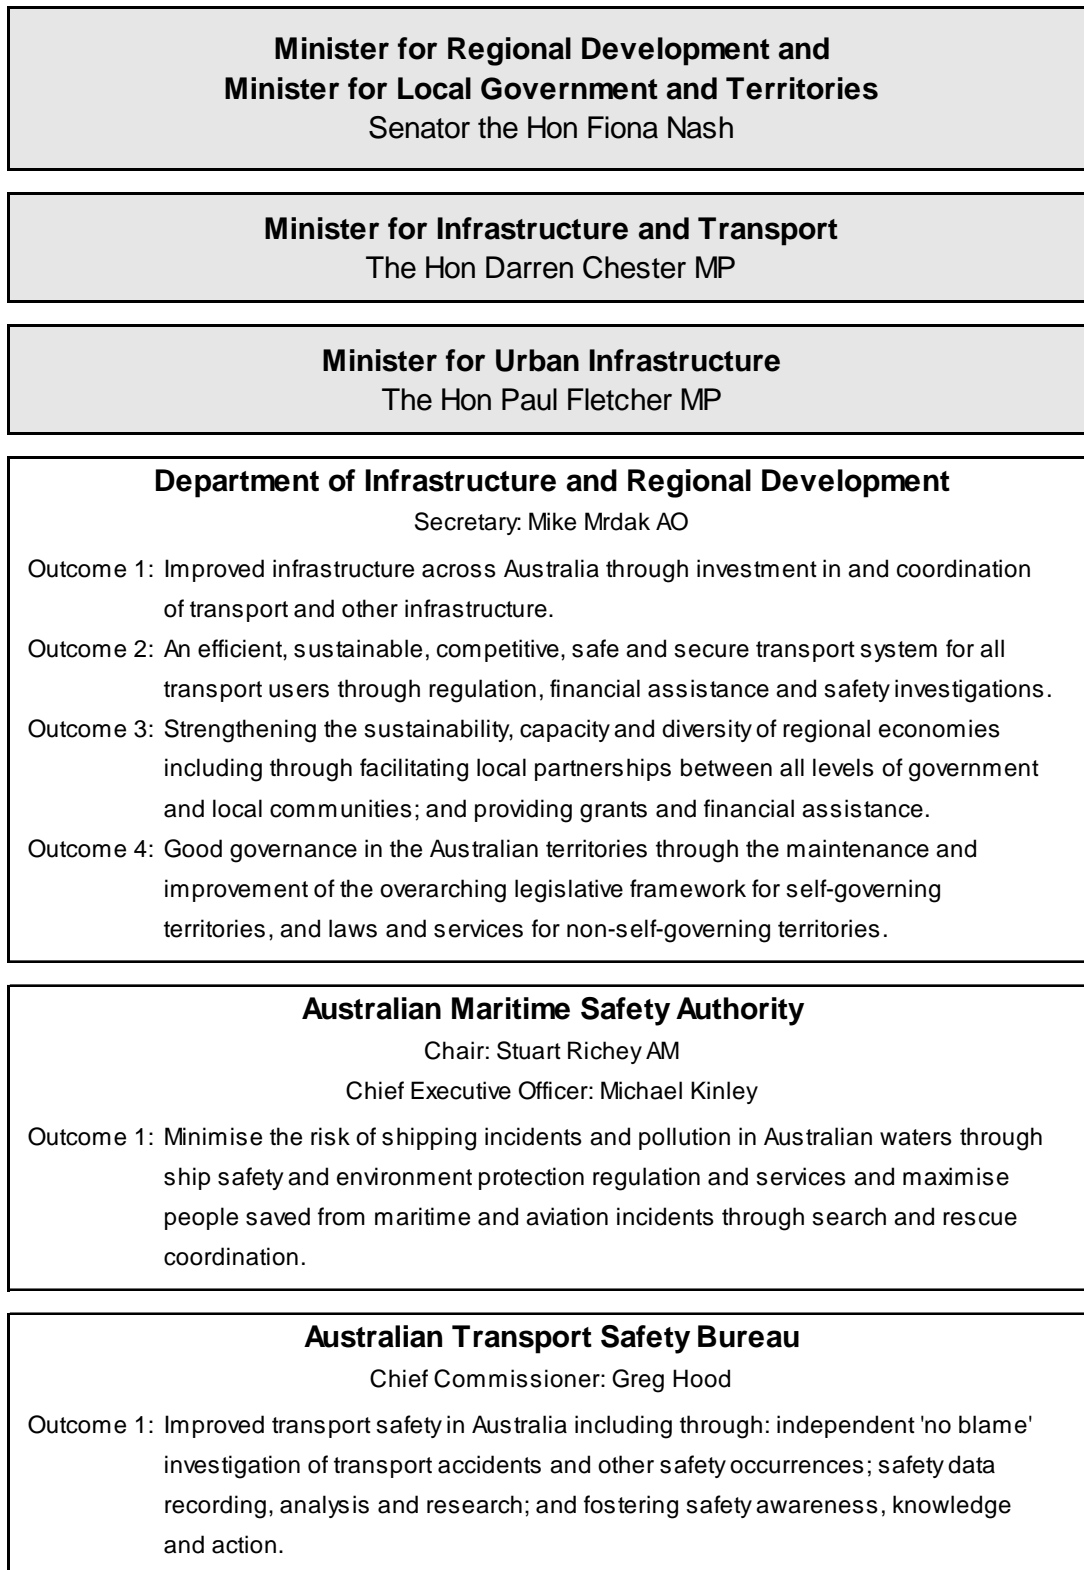 Minister for Regional Development and
Minister for Local Government and Territories
Senator the Hon Fiona Nash
Minister for Infrastructure and Transport
The Hon Darren Chester MP
Minister for Urban Infrastructure
The Hon Paul Fletcher MP
Department of Infrastructure and Regional Development
Secretary: Mike Mrdak AO
Outcome 1: Improved infrastructure across Australia through investment in and coordination
of transport and other infrastructure.
Outcome 2: An efficient, sustainable, competitive, safe and secure transport system for all
transport users through regulation, financial assistance and safety investigations.
Outcome 3: Strengthening the sustainability, capacity and diversity of regional economies
including through facilitating local partnerships between all levels of government
and local communities; and providing grants and financial assistance.
Outcome 4: Good governance in the Australian territories through the maintenance and
improvement of the overarching legislative framework for self-governing
territories, and laws and services for non-self-governing territories.
Australian Maritime Safety Authority
Chair: Stuart Richey AM
Chief Executive Officer: Michael Kinley
Outcome 1: Minimise the risk of shipping incidents and pollution in Australian waters through
ship safety and environment protection regulation and services and maximise
people saved from maritime and aviation incidents through search and rescue
coordination.
Australian Transport Safety Bureau
Chief Commissioner: Greg Hood
Outcome 1: Improved transport safety in Australia including through: independent 'no blame'
investigation of transport accidents and other safety occurrences; safety data
recording, analysis and research; and fostering safety awareness, knowledge
and action.